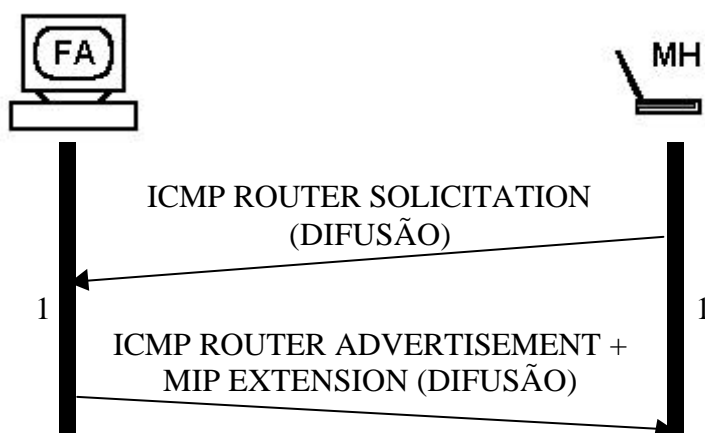 FA
MH
ICMP ROUTER SOLICITATION
(DIFUSÃO)
1
1
ICMP ROUTER ADVERTISEMENT +
MIP EXTENSION (DIFUSÃO)